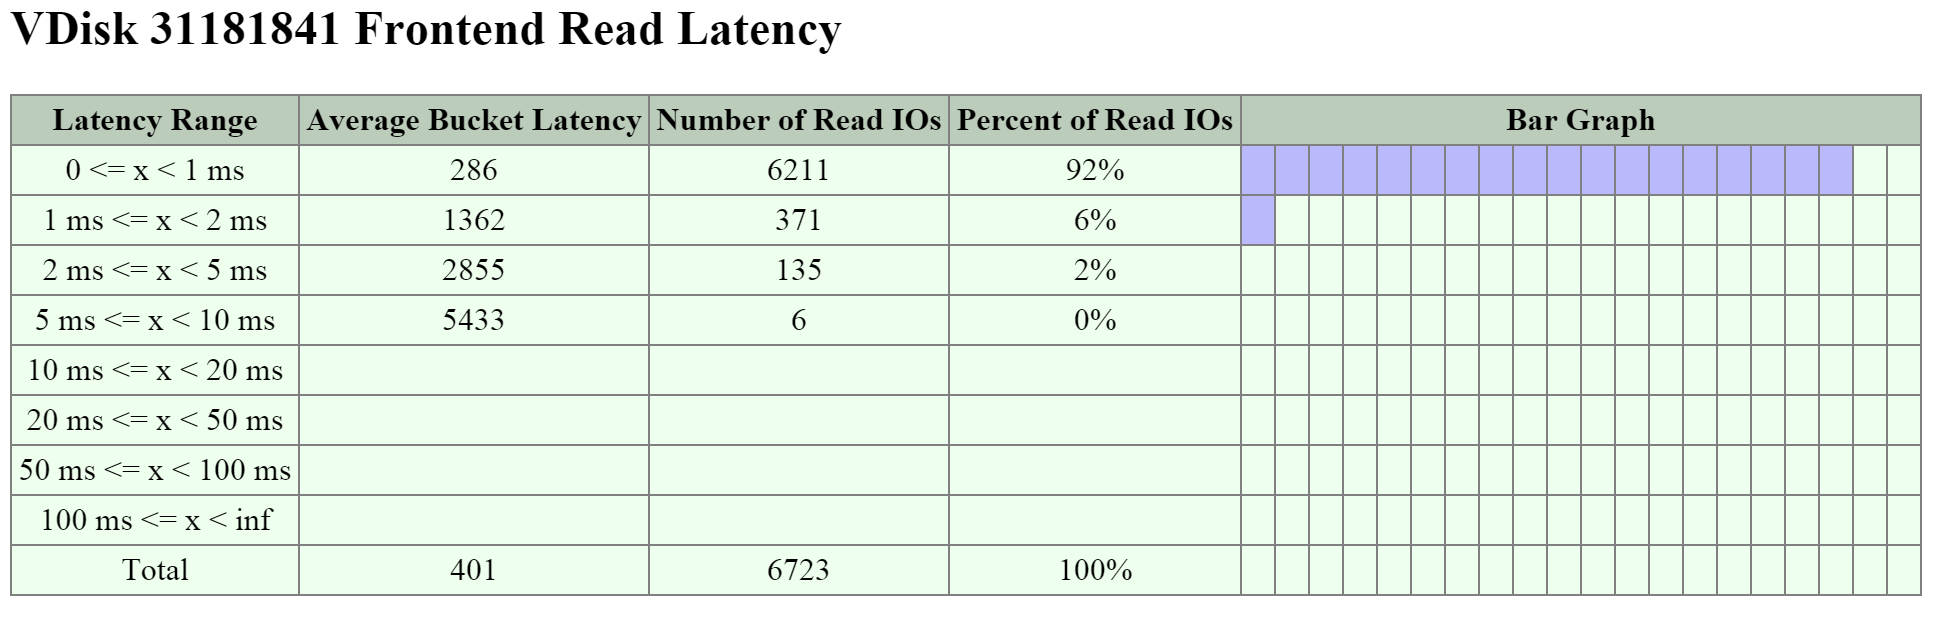 VDisk 31181841 Frontend Read Latency
Latency Range Average Bucket Latency Number of Read IOs Percent of Read IOs Bar Graph
0 <= x < 1 ms 286 6211 92%
1 ms <= x < 2 ms 1362 371 6%
2 ms <= x < 5 ms 2855 135 2%
5 ms <= x < 10 ms 5433 6 0%
10 ms <= x < 20 ms
20 ms <= x < 50 ms
50 ms <= x < 100 ms
100 ms <= x < inf
Total 401 6723 100%